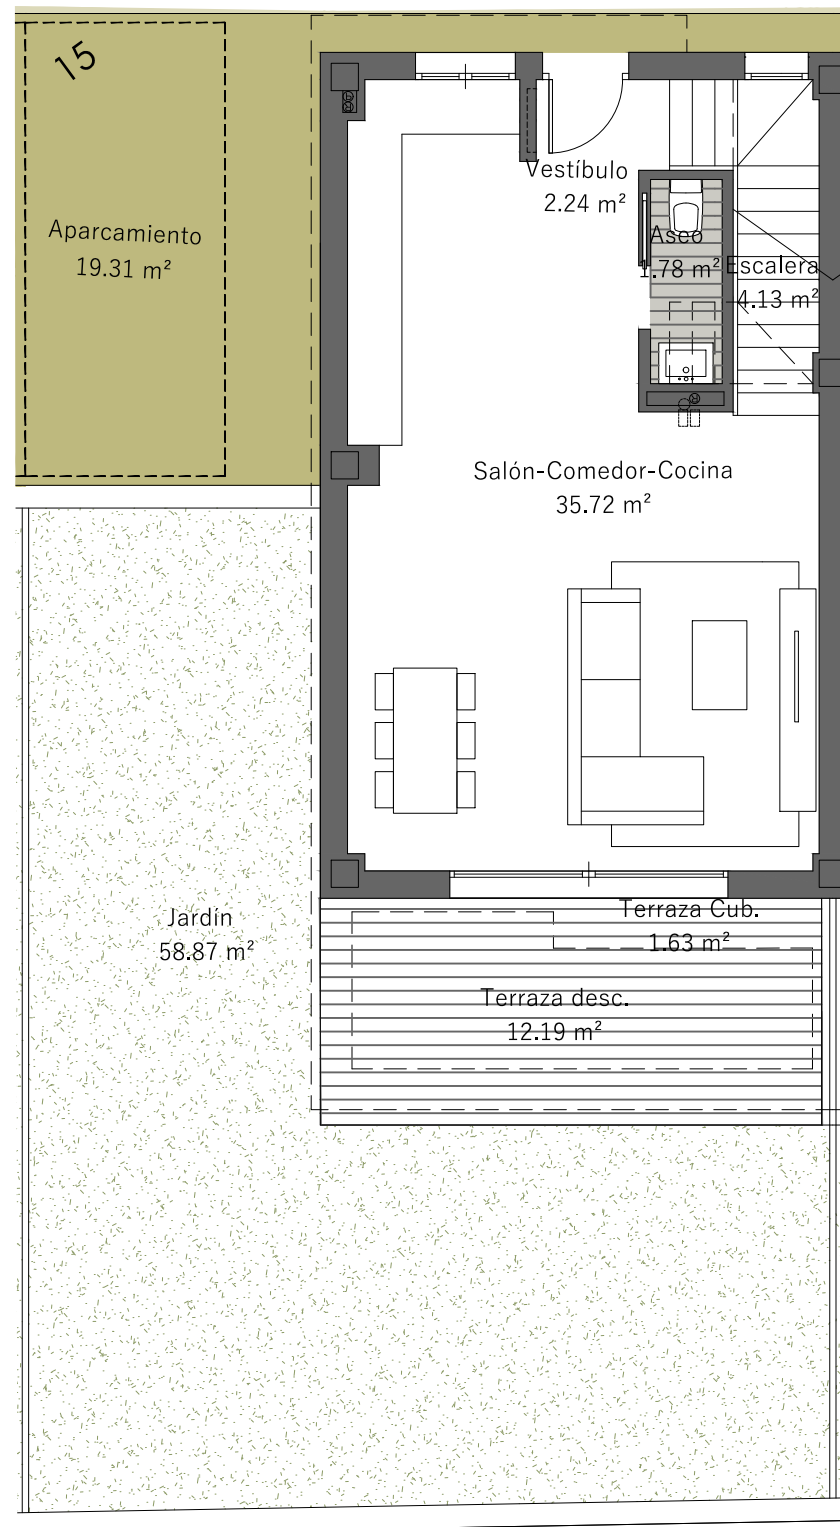 15
Aparcamiento
19.31 m²
Vestíbulo
2.24 m²
Aseo
1.78 m²
Escalera
4.13 m²
Salón-Comedor-Cocina
35.72 m²
Jardín
58.87 m²
Terraza Cub.
1.63 m²
Terraza desc.
12.19 m²